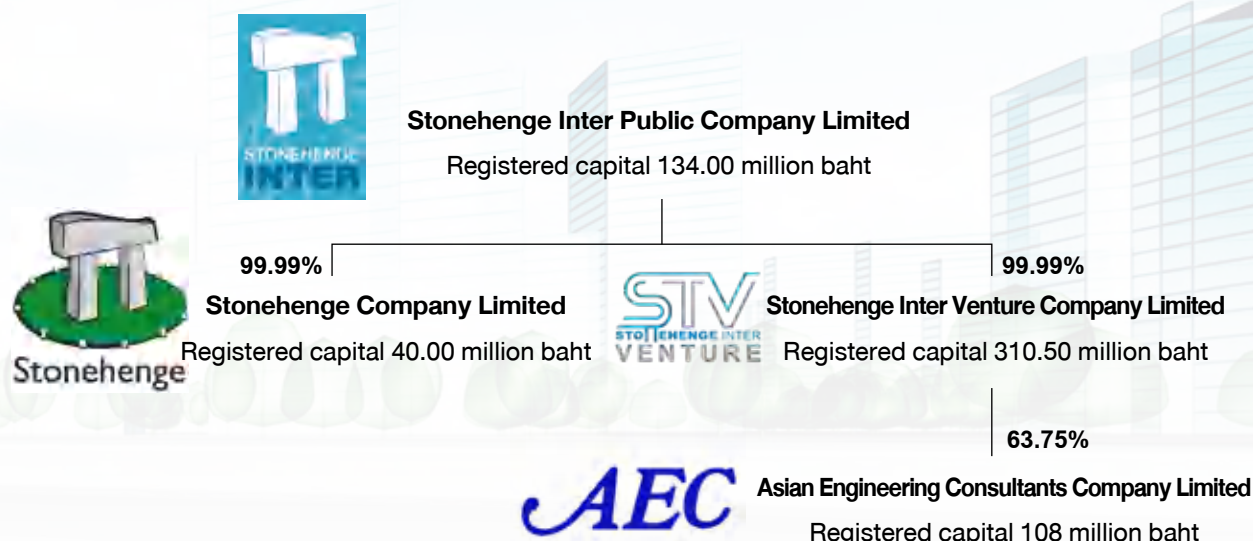 STONEHENGE
INTER
Stonehenge Inter Public Company Limited
Registered capital 134.00 million baht
99.99%
99.99%
Stonehenge
Stonehenge Company Limited
Registered capital 40.00 million baht
STV
STONEHENGE INTER
VENTURE
Stonehenge Inter Venture Company Limited
Registered capital 310.50 million baht
63.75%
AEC
Asian Engineering Consultants Company Limited
Registered capital 108 million baht